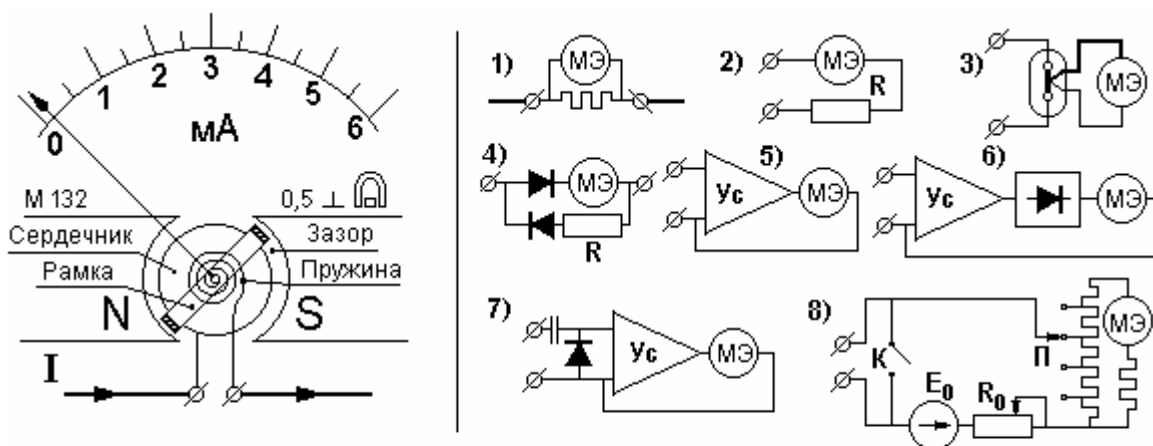 0 1 2 3 4 5 6
мА
М 132
0,5 ⊥
Сердечник
Зазор
Рамка
Пружина
N
S
I
1)
МЭ
2)
МЭ
R
3)
МЭ
4)
МЭ
R
5)
Ус
МЭ
6)
Ус
МЭ
7)
Ус
МЭ
8)
К
E0
R0
П
МЭ